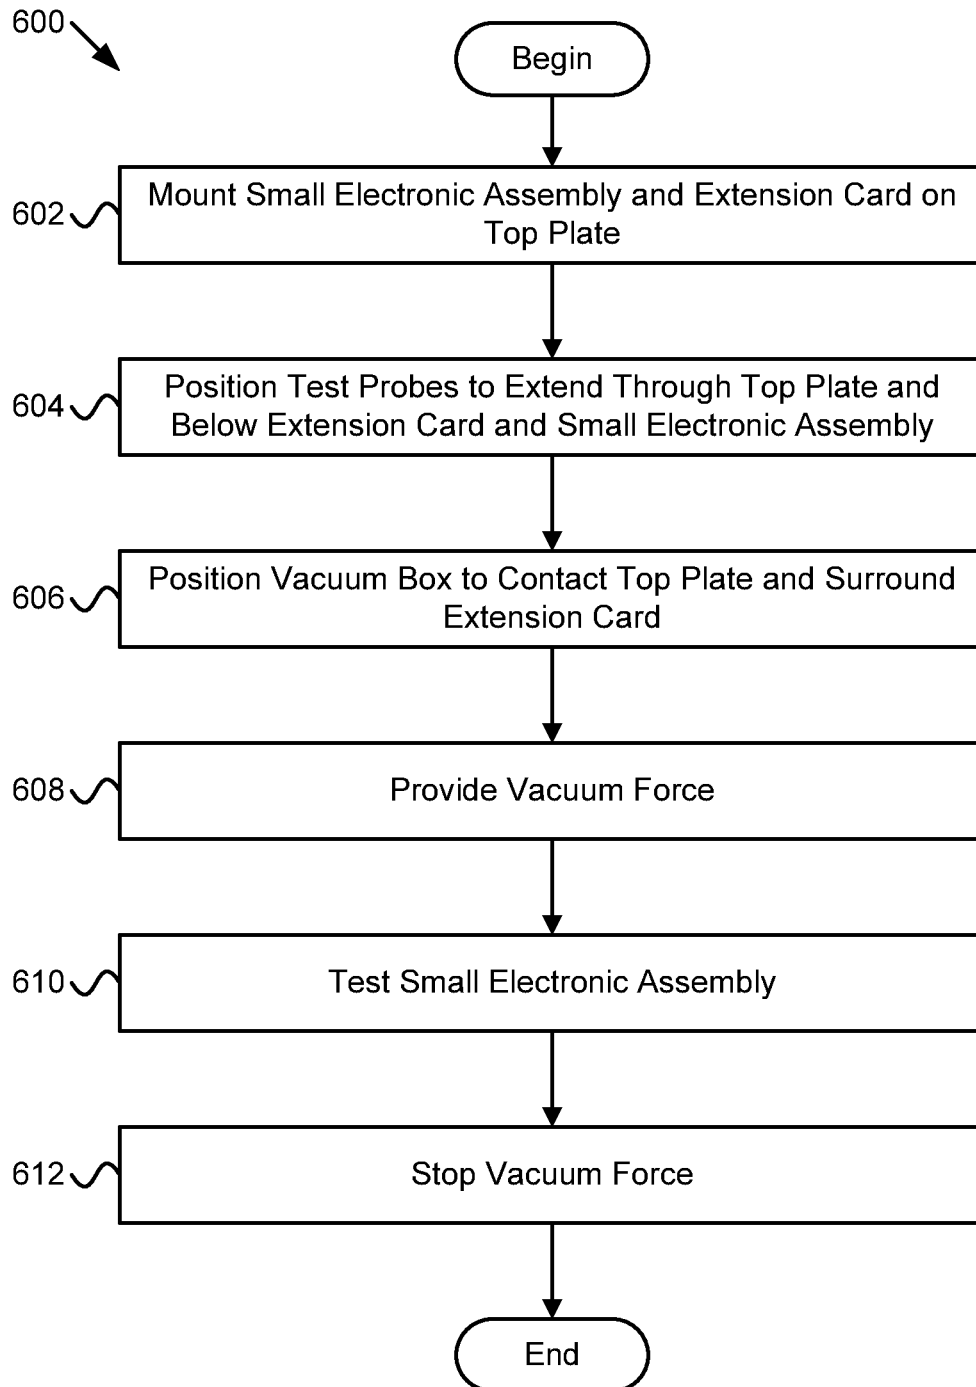 600
Begin
602
Mount Small Electronic Assembly and Extension Card on
Top Plate
604
Position Test Probes to Extend Through Top Plate and
Below Extension Card and Small Electronic Assembly
606
Position Vacuum Box to Contact Top Plate and Surround
Extension Card
608
Provide Vacuum Force
610
Test Small Electronic Assembly
612
Stop Vacuum Force
End